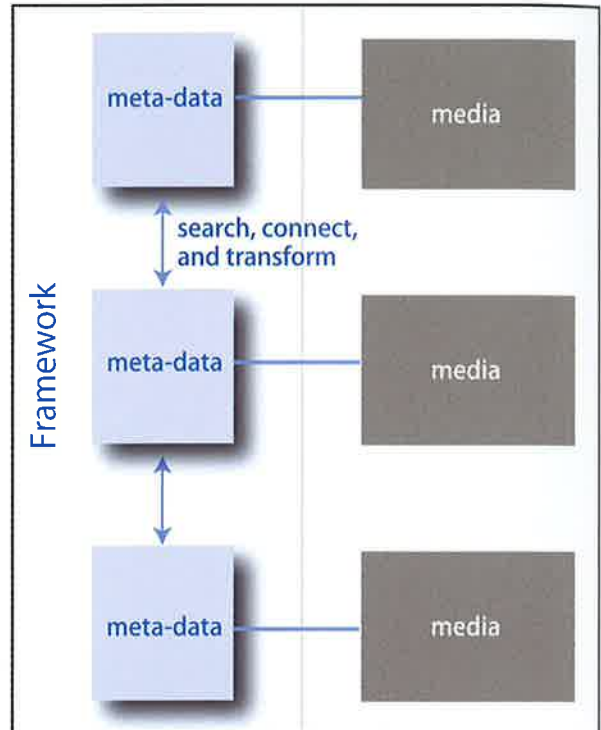 meta-data
media
search, connect,
and transform
Framework
meta-data
media
meta-data
media